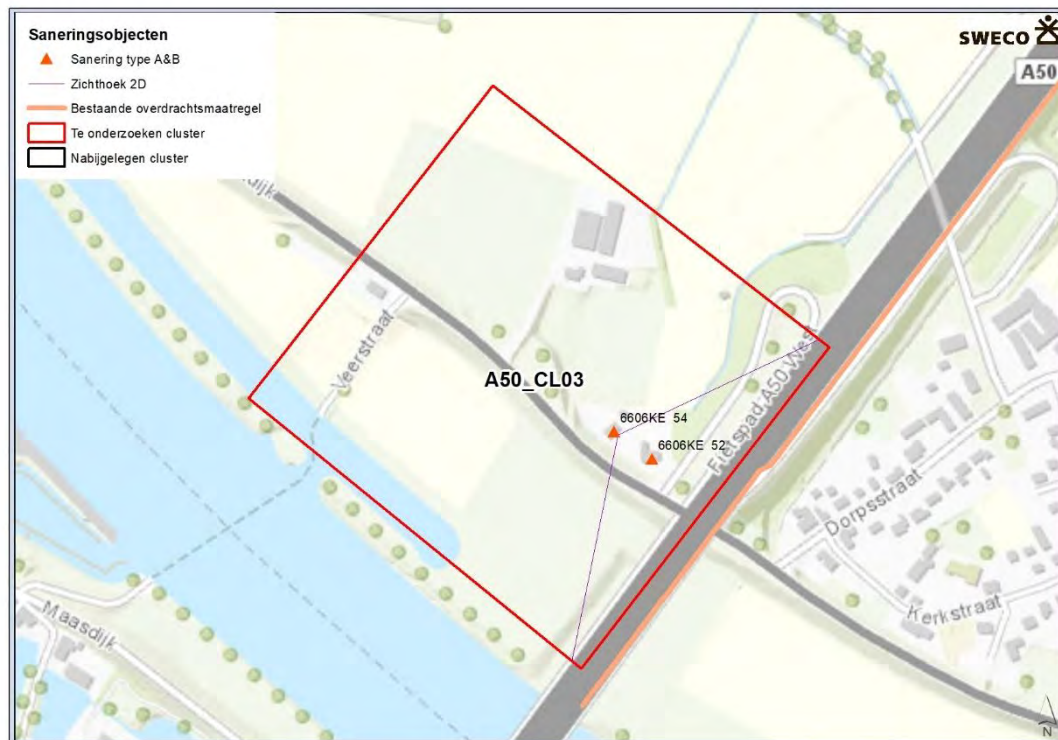 Saneringsobjecten
Sanering type A&B
Zichthoek 2D
Bestaande overdrachtsmaatregel
Te onderzoeken cluster
Nabijgelegen cluster
SWECO
A50
Veerstraat
A50_CL03
6606KE 54
6606KE 52
Fietspad A50 West
Dorpsstraat
Kerkstraat
Maasdijk
N